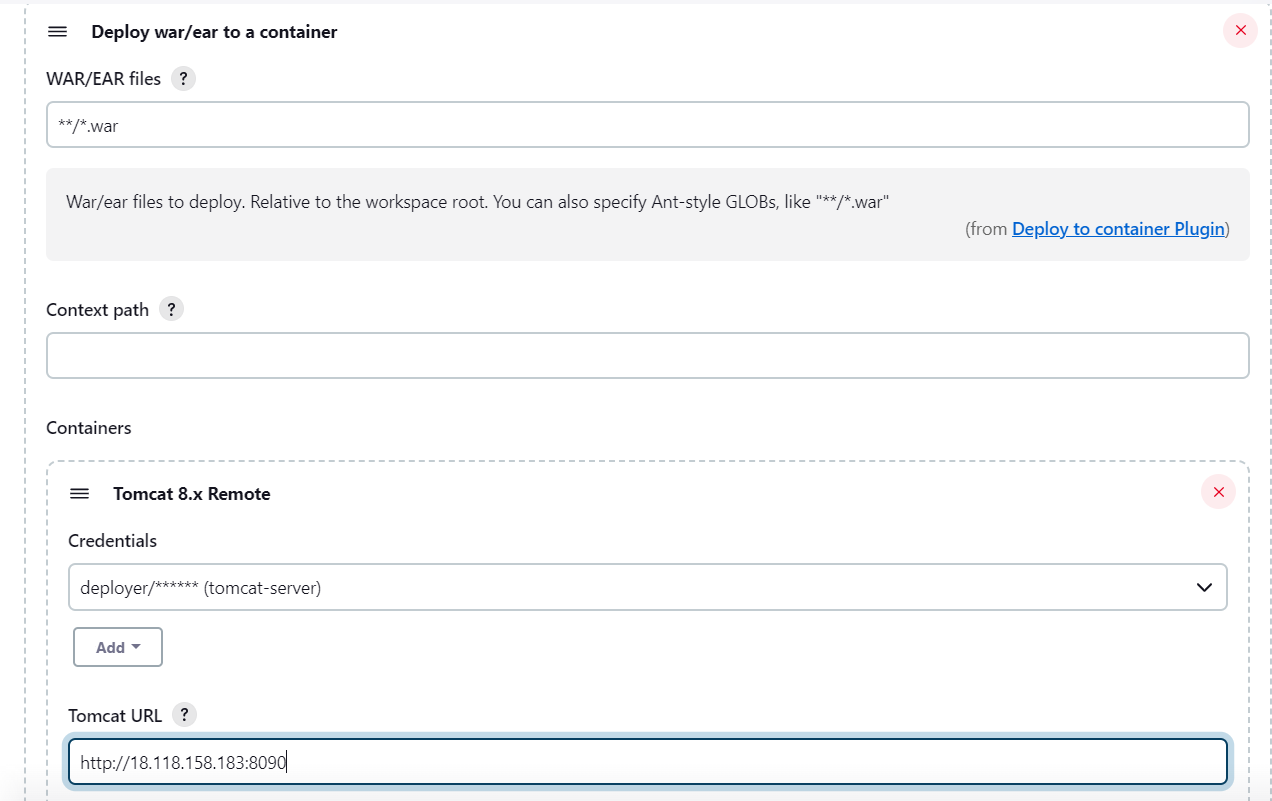 Deploy war/ear to a container
WAR/EAR files ?
**/*.war
War/ear files to deploy. Relative to the workspace root. You can also specify Ant-style GLOBs, like "**/*.war"
(from Deploy to container Plugin)
Context path ?
Containers
Tomcat 8.x Remote
Credentials
deployer/****** (tomcat-server)
Add
Tomcat URL ?
http://18.118.158.183:8090